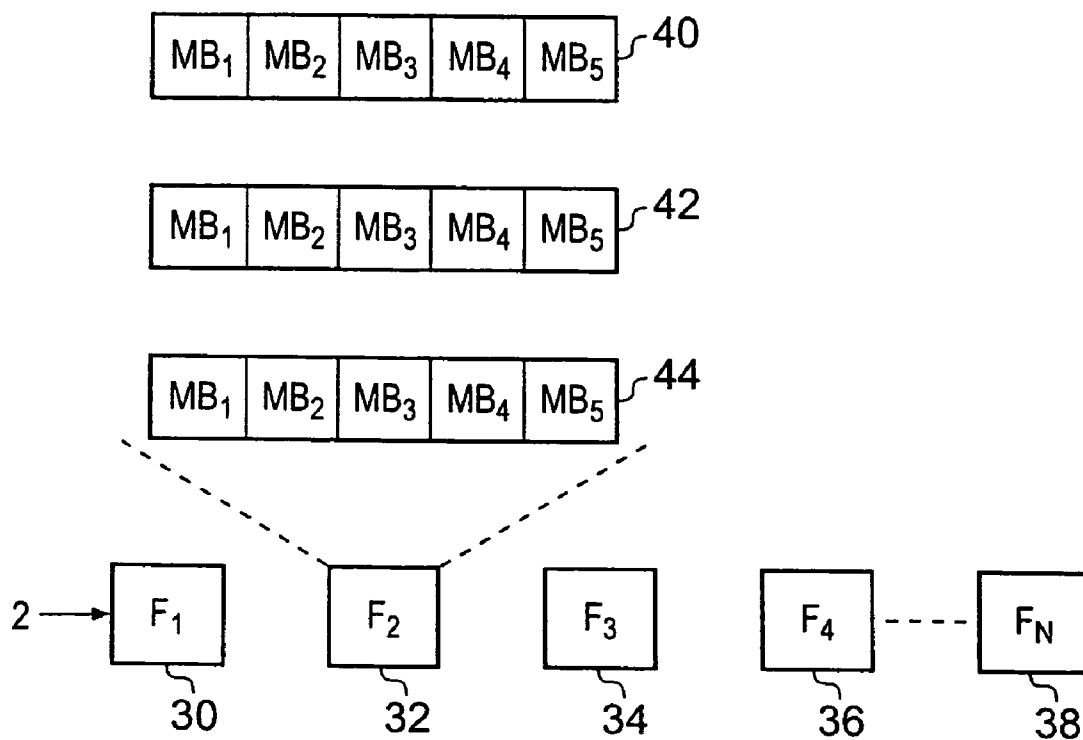 MB₁ MB₂ MB₃ MB₄ MB₅ 40
MB₁ MB₂ MB₃ MB₄ MB₅ 42
MB₁ MB₂ MB₃ MB₄ MB₅ 44
2 F₁ F₂ F₃ F₄ F_N
30 32 34 36 38